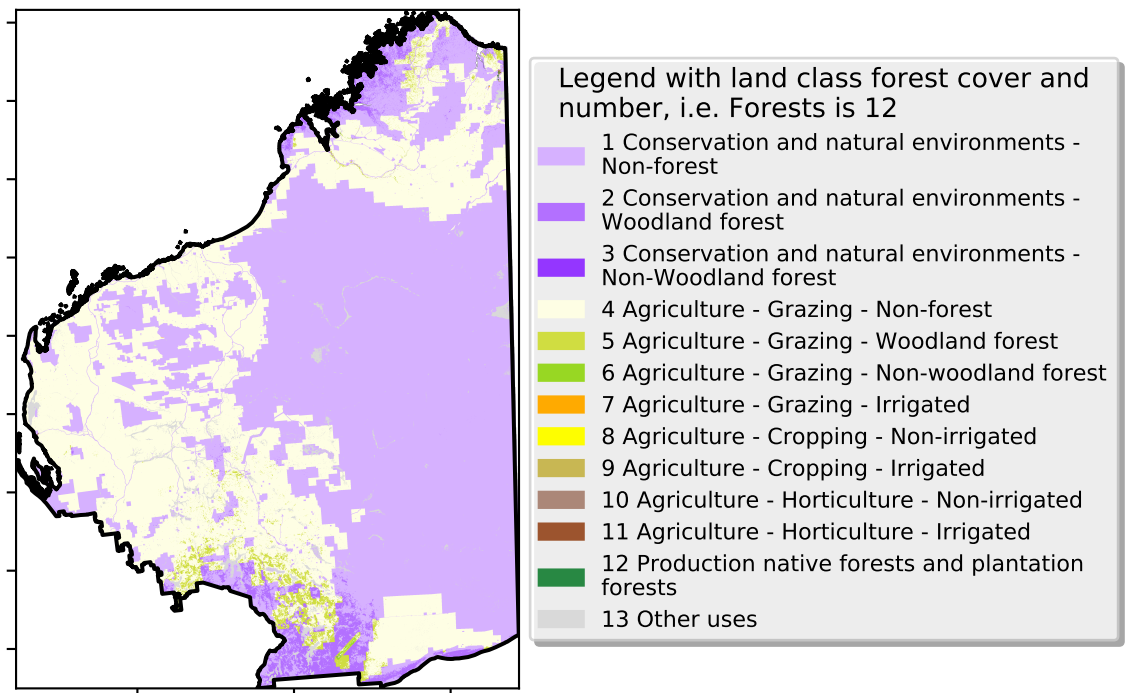 Legend with land class forest cover and
number, i.e. Forests is 12
1 Conservation and natural environments -
Non-forest
2 Conservation and natural environments -
Woodland forest
3 Conservation and natural environments -
Non-Woodland forest
4 Agriculture - Grazing - Non-forest
5 Agriculture - Grazing - Woodland forest
6 Agriculture - Grazing - Non-woodland forest
7 Agriculture - Grazing - Irrigated
8 Agriculture - Cropping - Non-irrigated
9 Agriculture - Cropping - Irrigated
10 Agriculture - Horticulture - Non-irrigated
11 Agriculture - Horticulture - Irrigated
12 Production native forests and plantation
forests
13 Other uses